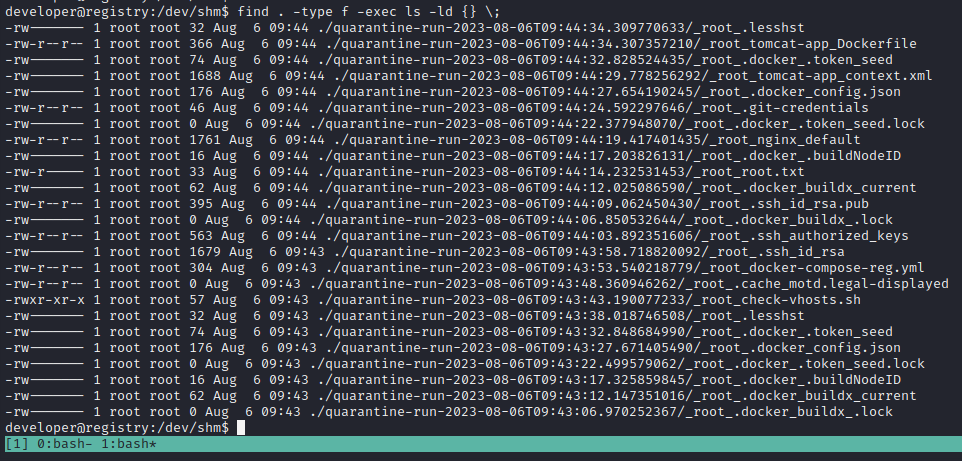 developer@registry:/dev/shm$ find . -type f -exec ls -ld {} \;
-rw------- 1 root root 32 Aug  6 09:44 ./quarantine-run-2023-08-06T09:44:34.309770633/_root_.lesshst
-rw-r--r-- 1 root root 366 Aug  6 09:44 ./quarantine-run-2023-08-06T09:44:34.307357210/_root_tomcat-app_Dockerfile
-rw------- 1 root root 74 Aug  6 09:44 ./quarantine-run-2023-08-06T09:44:32.828524435/_root_.docker_.token_seed
-rw------- 1 root root 1688 Aug  6 09:44 ./quarantine-run-2023-08-06T09:44:29.778256292/_root_tomcat-app_context.xml
-rw------- 1 root root 176 Aug  6 09:44 ./quarantine-run-2023-08-06T09:44:27.654190245/_root_.docker_config.json
-rw-r--r-- 1 root root 46 Aug  6 09:44 ./quarantine-run-2023-08-06T09:44:24.592297646/_root_.git-credentials
-rw------- 1 root root 0 Aug  6 09:44 ./quarantine-run-2023-08-06T09:44:22.377948070/_root_.docker_.token_seed.lock
-rw-r--r-- 1 root root 1761 Aug  6 09:44 ./quarantine-run-2023-08-06T09:44:19.417401435/_root_nginx_default
-rw------- 1 root root 16 Aug  6 09:44 ./quarantine-run-2023-08-06T09:44:17.203826131/_root_.docker_.buildNodeID
-rw-r----- 1 root root 33 Aug  6 09:44 ./quarantine-run-2023-08-06T09:44:14.232531453/_root_root.txt
-rw------- 1 root root 62 Aug  6 09:44 ./quarantine-run-2023-08-06T09:44:12.025086590/_root_.docker_buildx_current
-rw-r--r-- 1 root root 395 Aug  6 09:44 ./quarantine-run-2023-08-06T09:44:09.062450430/_root_.ssh_id_rsa.pub
-rw------- 1 root root 0 Aug  6 09:44 ./quarantine-run-2023-08-06T09:44:06.850532644/_root_.docker_buildx_.lock
-rw-r--r-- 1 root root 563 Aug  6 09:44 ./quarantine-run-2023-08-06T09:44:03.892351606/_root_.ssh_authorized_keys
-rw------- 1 root root 1679 Aug  6 09:43 ./quarantine-run-2023-08-06T09:43:58.718820092/_root_.ssh_id_rsa
-rw-r--r-- 1 root root 304 Aug  6 09:43 ./quarantine-run-2023-08-06T09:43:53.540218779/_root_docker-compose-reg.yml
-rw-r--r-- 1 root root 0 Aug  6 09:43 ./quarantine-run-2023-08-06T09:43:48.360946262/_root_.cache_motd.legal-displayed
-rwxr-xr-x 1 root root 57 Aug  6 09:43 ./quarantine-run-2023-08-06T09:43:43.190077233/_root_check-vhosts.sh
-rw------- 1 root root 32 Aug  6 09:43 ./quarantine-run-2023-08-06T09:43:38.018746508/_root_.lesshst
-rw------- 1 root root 74 Aug  6 09:43 ./quarantine-run-2023-08-06T09:43:32.848684990/_root_.docker_.token_seed
-rw------- 1 root root 176 Aug  6 09:43 ./quarantine-run-2023-08-06T09:43:27.671405490/_root_.docker_config.json
-rw------- 1 root root 0 Aug  6 09:43 ./quarantine-run-2023-08-06T09:43:22.499579062/_root_.docker_.token_seed.lock
-rw------- 1 root root 16 Aug  6 09:43 ./quarantine-run-2023-08-06T09:43:17.325859845/_root_.docker_.buildNodeID
-rw------- 1 root root 62 Aug  6 09:43 ./quarantine-run-2023-08-06T09:43:12.147351016/_root_.docker_buildx_current
-rw------- 1 root root 0 Aug  6 09:43 ./quarantine-run-2023-08-06T09:43:06.970252367/_root_.docker_buildx_.lock
developer@registry:/dev/shm$
[1] 0:bash- 1:bash*